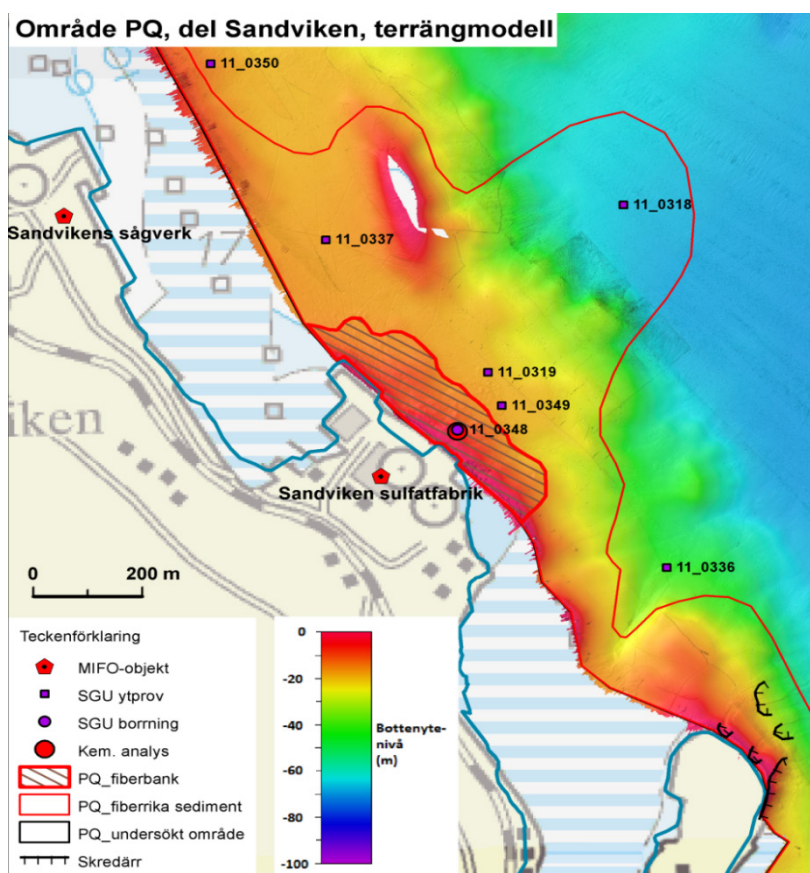 Område PQ, del Sandviken, terrängmodell
11_0350
11_0318
Sandvikens sågverk
17
11_0337
11_0319
11_0349
viken
11_0348
Sandviken sulfatfabrik
11_0336
0 200 m
Teckenförklaring
MIFO-objekt
SGU ytprov
SGU borrning
Kem. analys
PQ_fiberbank
PQ_fiberrika sediment
PQ_undersökt område
Skredärr
0
-20
-40
-60
-80
-100
Bottenyte-
nivå
(m)